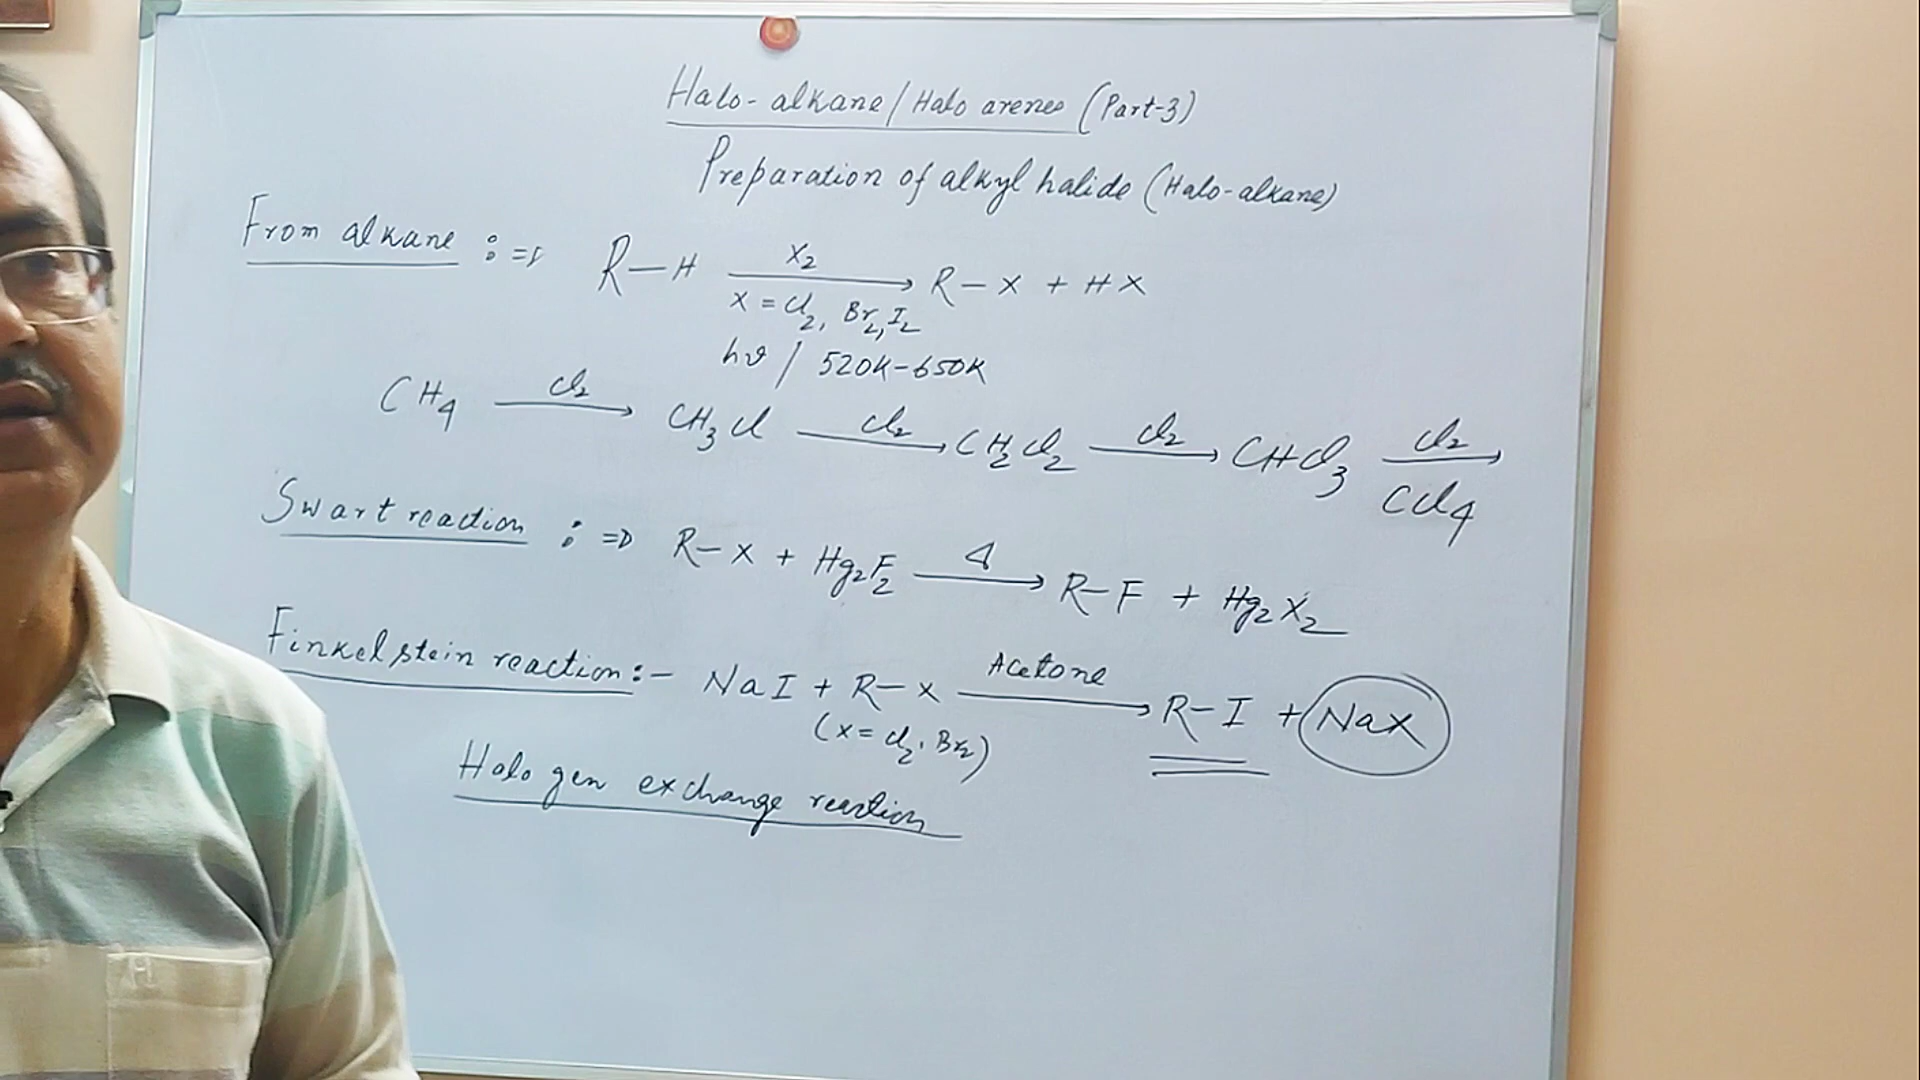 Halo-alkane/Halo arenes (Part-3)
Preparation of alkyl halide (Halo-alkane)
From alkane :⇒ R—H X₂ → R—X + HX
X = Cl₂, Br₂, I₂
hν / 520K-650K
CH₄ Cl₂ → CH₃Cl Cl₂ → CH₂Cl₂ Cl₂ → CHCl₃ Cl₂ →
CCl₄
Swart reaction :⇒ R—X + Hg₂F₂ Δ → R—F + Hg₂X₂
Finkelstein reaction:- NaI + R—X Acetone → R—I + NaX
(X = Cl₂, Br₂)
Halogen exchange reaction